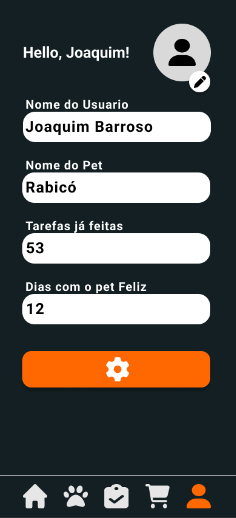 Hello, Joaquim!
Nome do Usuario
Joaquim Barroso
Nome do Pet
Rabicó
Tarefas já feitas
53
Dias com o pet Feliz
12